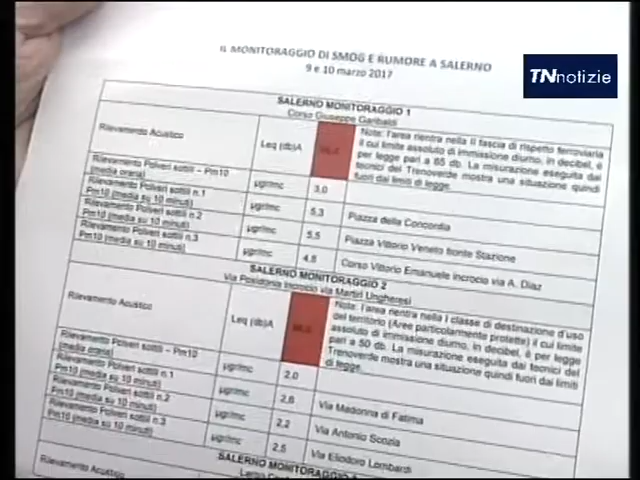 IL MONITORAGGIO DI SMOG E RUMORE A SALERNO
9 e 10 marzo 2017
TN notizie
SALERNO MONITORAGGIO 1
Corso Giuseppe Garibaldi
Rilevamento Acustico
Leq (db)A
Note: l'area rientra nella II fascia di rispetto ferroviaria
il cui limite assoluto di immissione diurno, in decibel, è
per legge pari a 65 db. La misurazione eseguita dai
tecnici del Trenoverde mostra una situazione quindi
fuori dai limiti di legge.
Rilevamento Polveri sottili – Pm10
(media oraria)
µgr/mc
3,0
Rilevamento Polveri sottili n.1
Pm10 (media su 10 minuti)
µgr/mc
5,3
Piazza della Concordia
Rilevamento Polveri sottili n.2
Pm10 (media su 10 minuti)
µgr/mc
5,5
Piazza Vittorio Veneto fronte Stazione
Rilevamento Polveri sottili n.3
Pm10 (media su 10 minuti)
µgr/mc
4,8
Corso Vittorio Emanuele incrocio via A. Diaz
SALERNO MONITORAGGIO 2
Via Posidonia Incrocio via Martiri Ungheresi
Rilevamento Acustico
Leq (db)A
Note: l'area rientra nella I classe di destinazione d'uso
del territorio (Aree particolarmente protette) il cui limite
assoluto di immissione diurno, in decibel, è per legge
pari a 50 db. La misurazione eseguita dai tecnici del
Trenoverde mostra una situazione quindi fuori dai limiti
di legge.
Rilevamento Polveri sottili – Pm10
(media oraria)
µgr/mc
2,0
Rilevamento Polveri sottili n.1
Pm10 (media su 10 minuti)
µgr/mc
2,6
Via Madonna di Fatima
Rilevamento Polveri sottili n.2
Pm10 (media su 10 minuti)
µgr/mc
2,2
Via Antonio Scozia
Rilevamento Polveri sottili n.3
Pm10 (media su 10 minuti)
µgr/mc
2,5
Via Eliodoro Lombardi
SALERNO MONITORAGGIO
Rilevamento Acustico